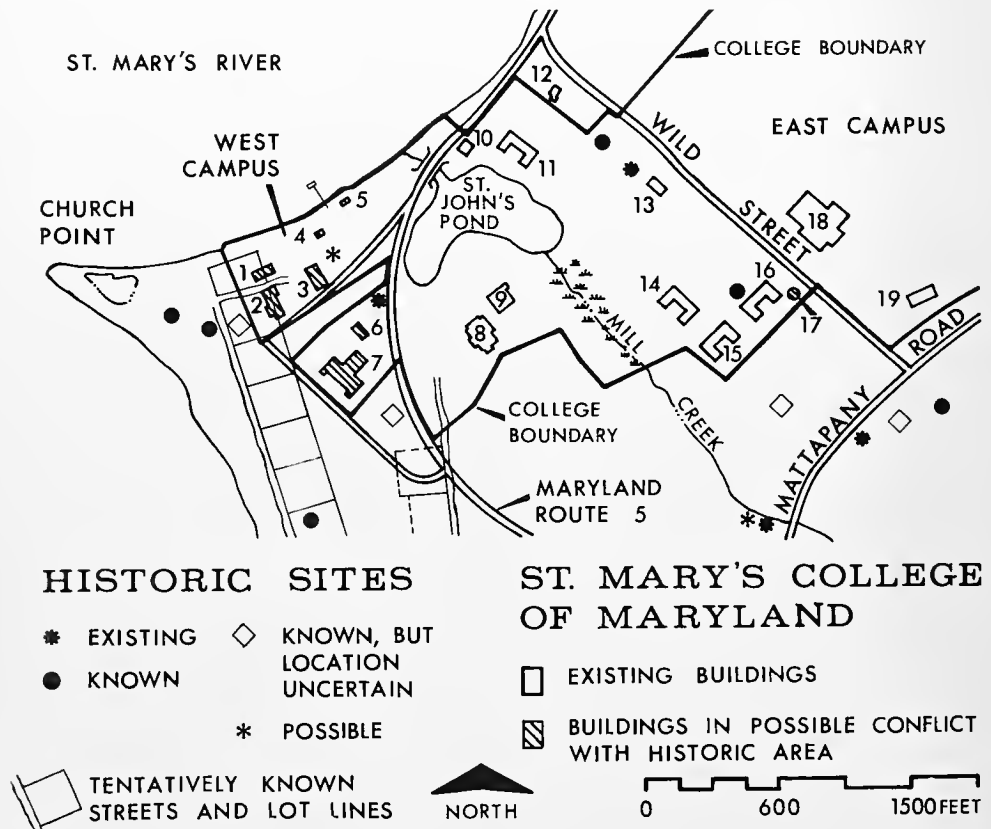 ST. MARY'S RIVER
COLLEGE BOUNDARY
12
WILD
STREET
EAST CAMPUS
WEST
CAMPUS
10
11
5
ST.
JOHN'S
POND
13
CHURCH
POINT
4
18
1
2
3
14
16
17
19
9
8
6
7
15
MILL
CREEK
COLLEGE
BOUNDARY
MATTAPANY
ROAD
MARYLAND
ROUTE 5
HISTORIC SITES
EXISTING
KNOWN
KNOWN, BUT
LOCATION
UNCERTAIN
POSSIBLE
TENTATIVELY KNOWN
STREETS AND LOT LINES
NORTH
ST. MARY'S COLLEGE
OF MARYLAND
EXISTING BUILDINGS
BUILDINGS IN POSSIBLE CONFLICT
WITH HISTORIC AREA
0 600 1500 FEET